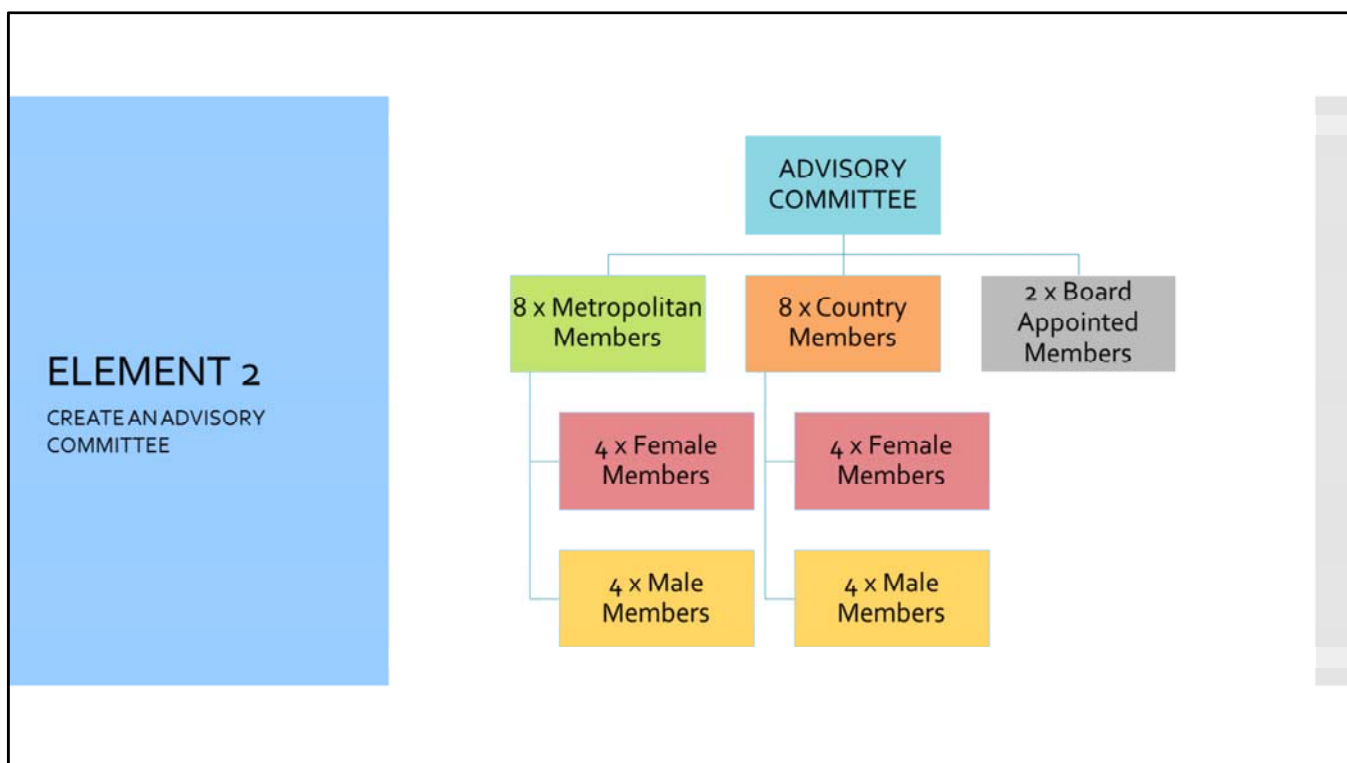 ELEMENT 2
CREATE AN ADVISORY
COMMITTEE
ADVISORY
COMMITTEE
8 x Metropolitan
Members
8 x Country
Members
2 x Board
Appointed
Members
4 x Female
Members
4 x Female
Members
4 x Male
Members
4 x Male
Members